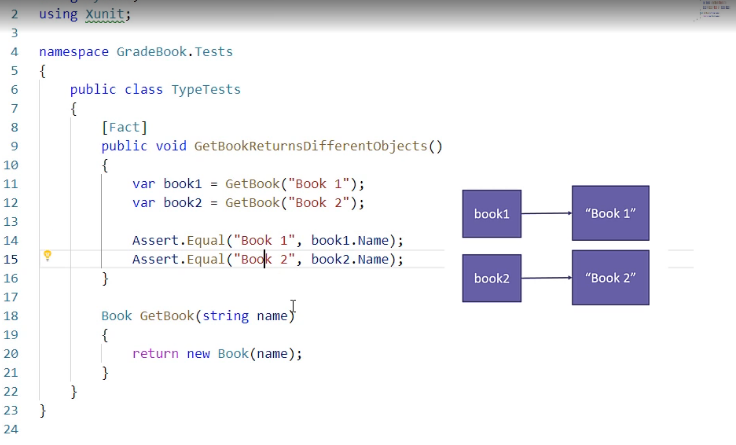 2 using Xunit;
3
4 namespace GradeBook.Tests
5 {
6 public class TypeTests
7 {
8 [Fact]
9 public void GetBookReturnsDifferentObjects()
10 {
11 var book1 = GetBook("Book 1");
12 var book2 = GetBook("Book 2");
13
14 Assert.Equal("Book 1", book1.Name);
15 Assert.Equal("Book 2", book2.Name);
16 }
17
18 Book GetBook(string name)
19 {
20 return new Book(name);
21 }
22 }
23 }
24
book1
“Book 1”
book2
“Book 2”